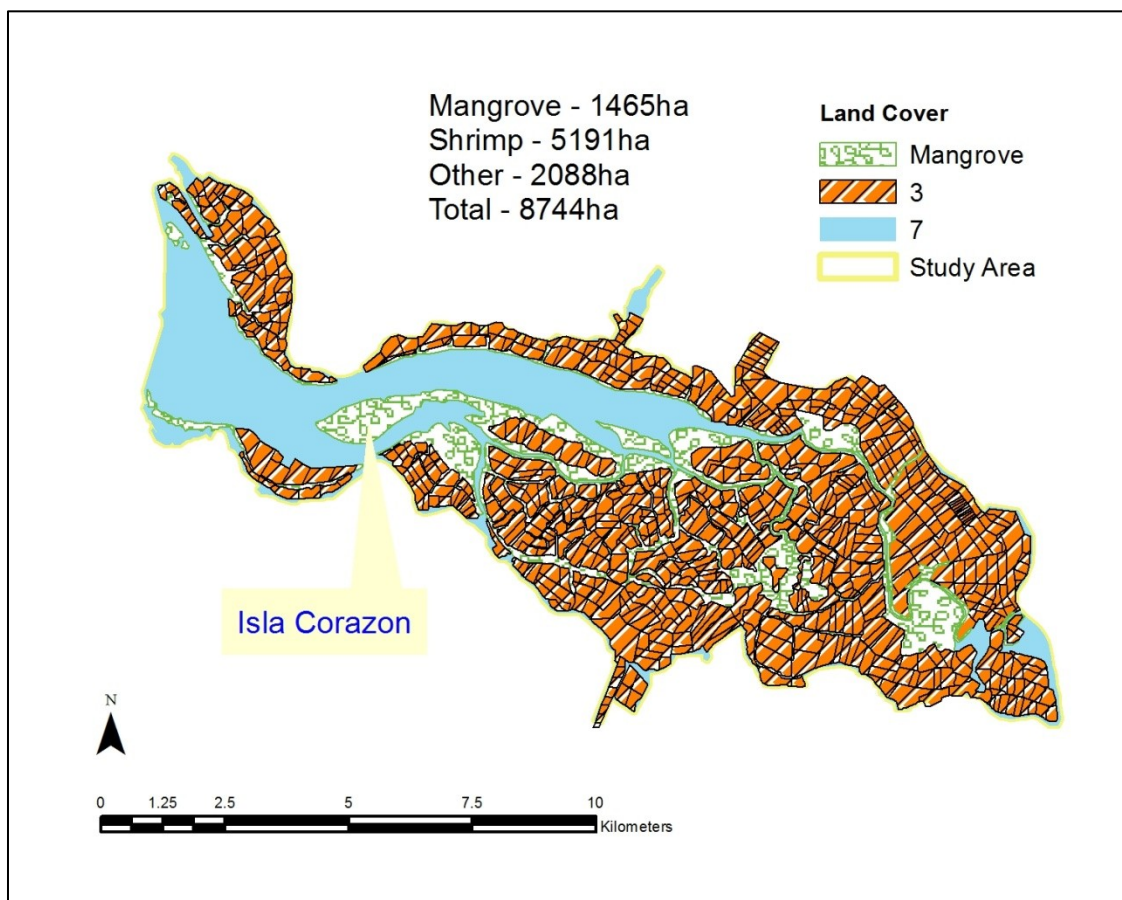 Mangrove - 1465ha
Shrimp - 5191ha
Other - 2088ha
Total - 8744ha
Land Cover
Mangrove
3
7
Study Area
Isla Corazon
N
0 1.25 2.5 5 7.5 10
Kilometers